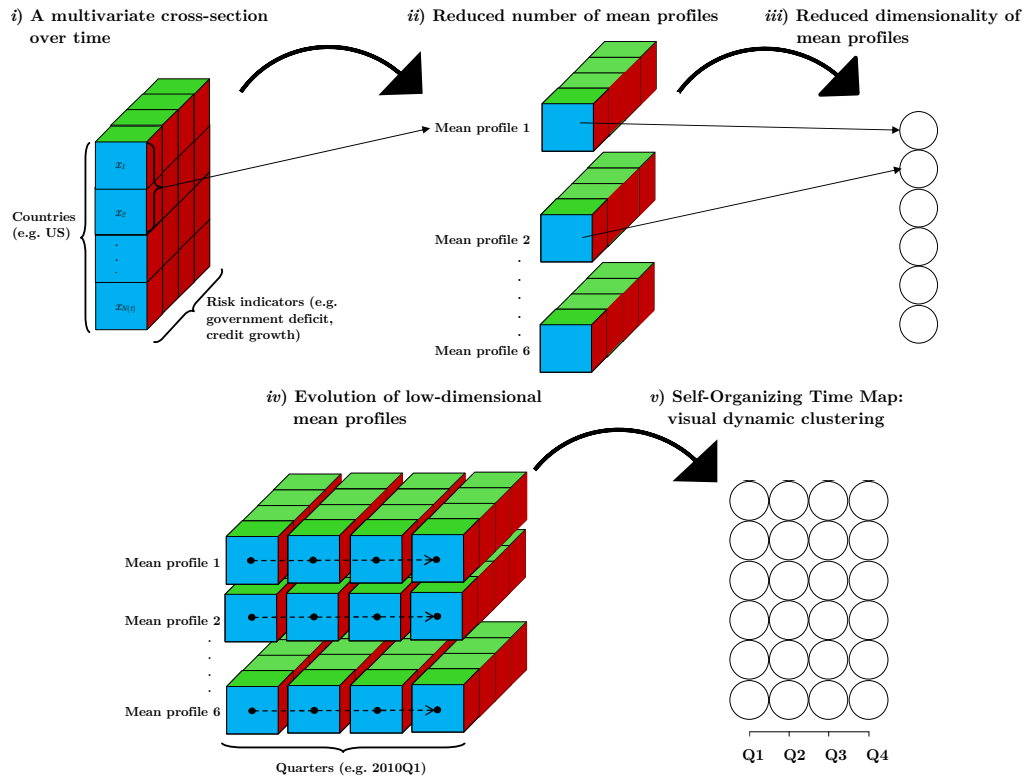 i) A multivariate cross-section
over time
ii) Reduced number of mean profiles
iii) Reduced dimensionality of
mean profiles
x1
x2
xN(t)
Countries
(e.g. US)
Risk indicators (e.g.
government deficit,
credit growth)
Mean profile 1
Mean profile 2
Mean profile 6
iv) Evolution of low-dimensional
mean profiles
Mean profile 1
Mean profile 2
Mean profile 6
Quarters (e.g. 2010Q1)
v) Self-Organizing Time Map:
visual dynamic clustering
Q1 Q2 Q3 Q4